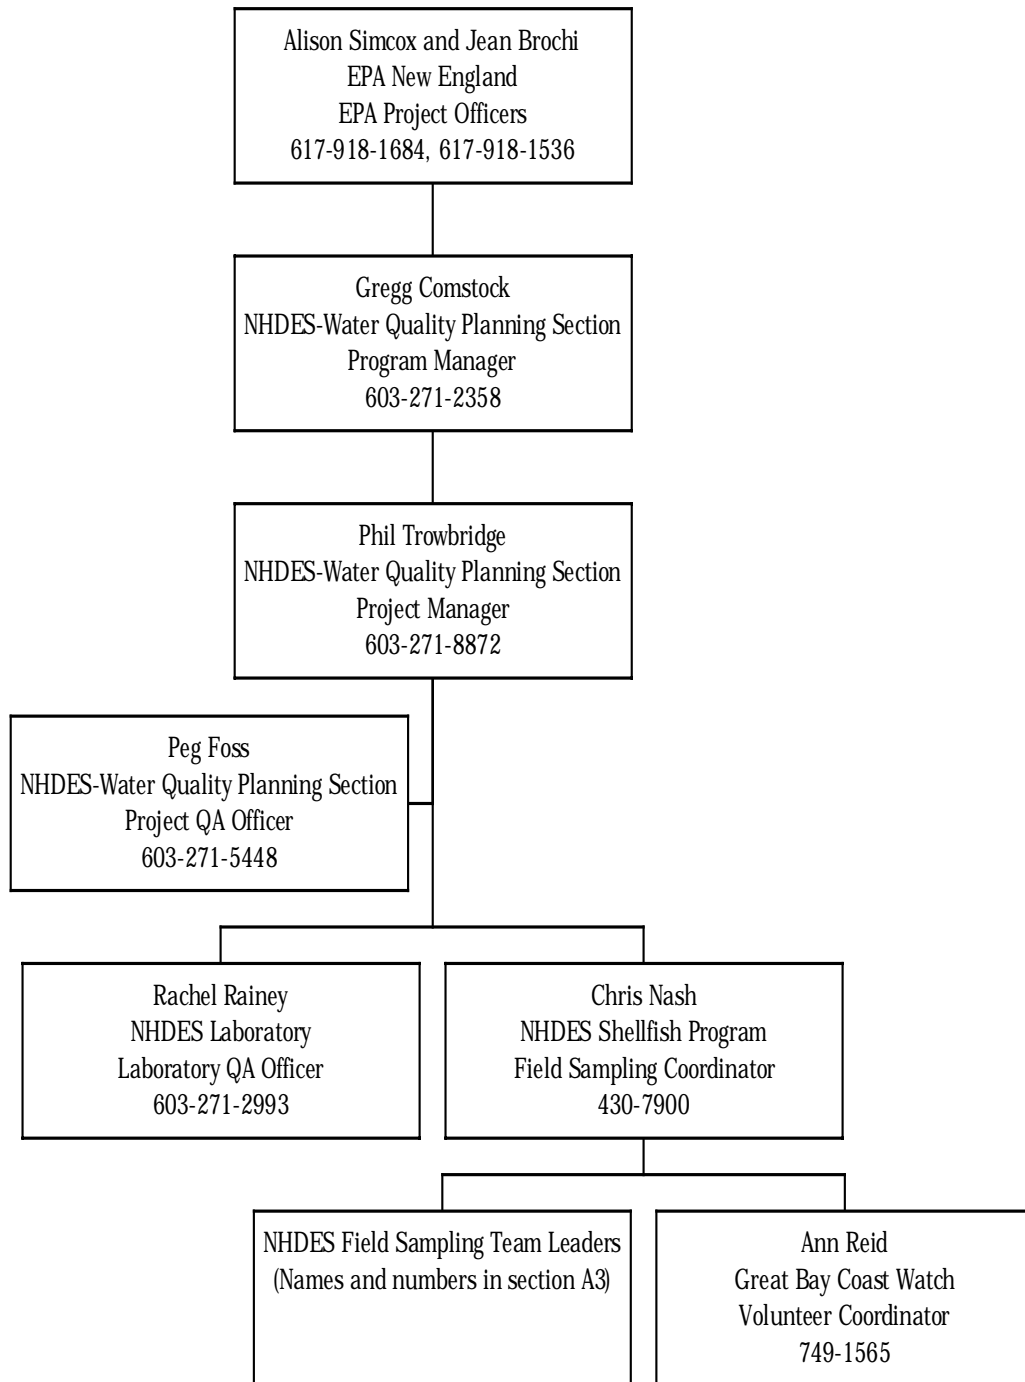 Alison Simcox and Jean Brochi
EPA New England
EPA Project Officers
617-918-1684, 617-918-1536
Gregg Comstock
NHDES-Water Quality Planning Section
Program Manager
603-271-2358
Phil Trowbridge
NHDES-Water Quality Planning Section
Project Manager
603-271-8872
Peg Foss
NHDES-Water Quality Planning Section
Project QA Officer
603-271-5448
Rachel Rainey
NHDES Laboratory
Laboratory QA Officer
603-271-2993
Chris Nash
NHDES Shellfish Program
Field Sampling Coordinator
430-7900
NHDES Field Sampling Team Leaders
(Names and numbers in section A3)
Ann Reid
Great Bay Coast Watch
Volunteer Coordinator
749-1565